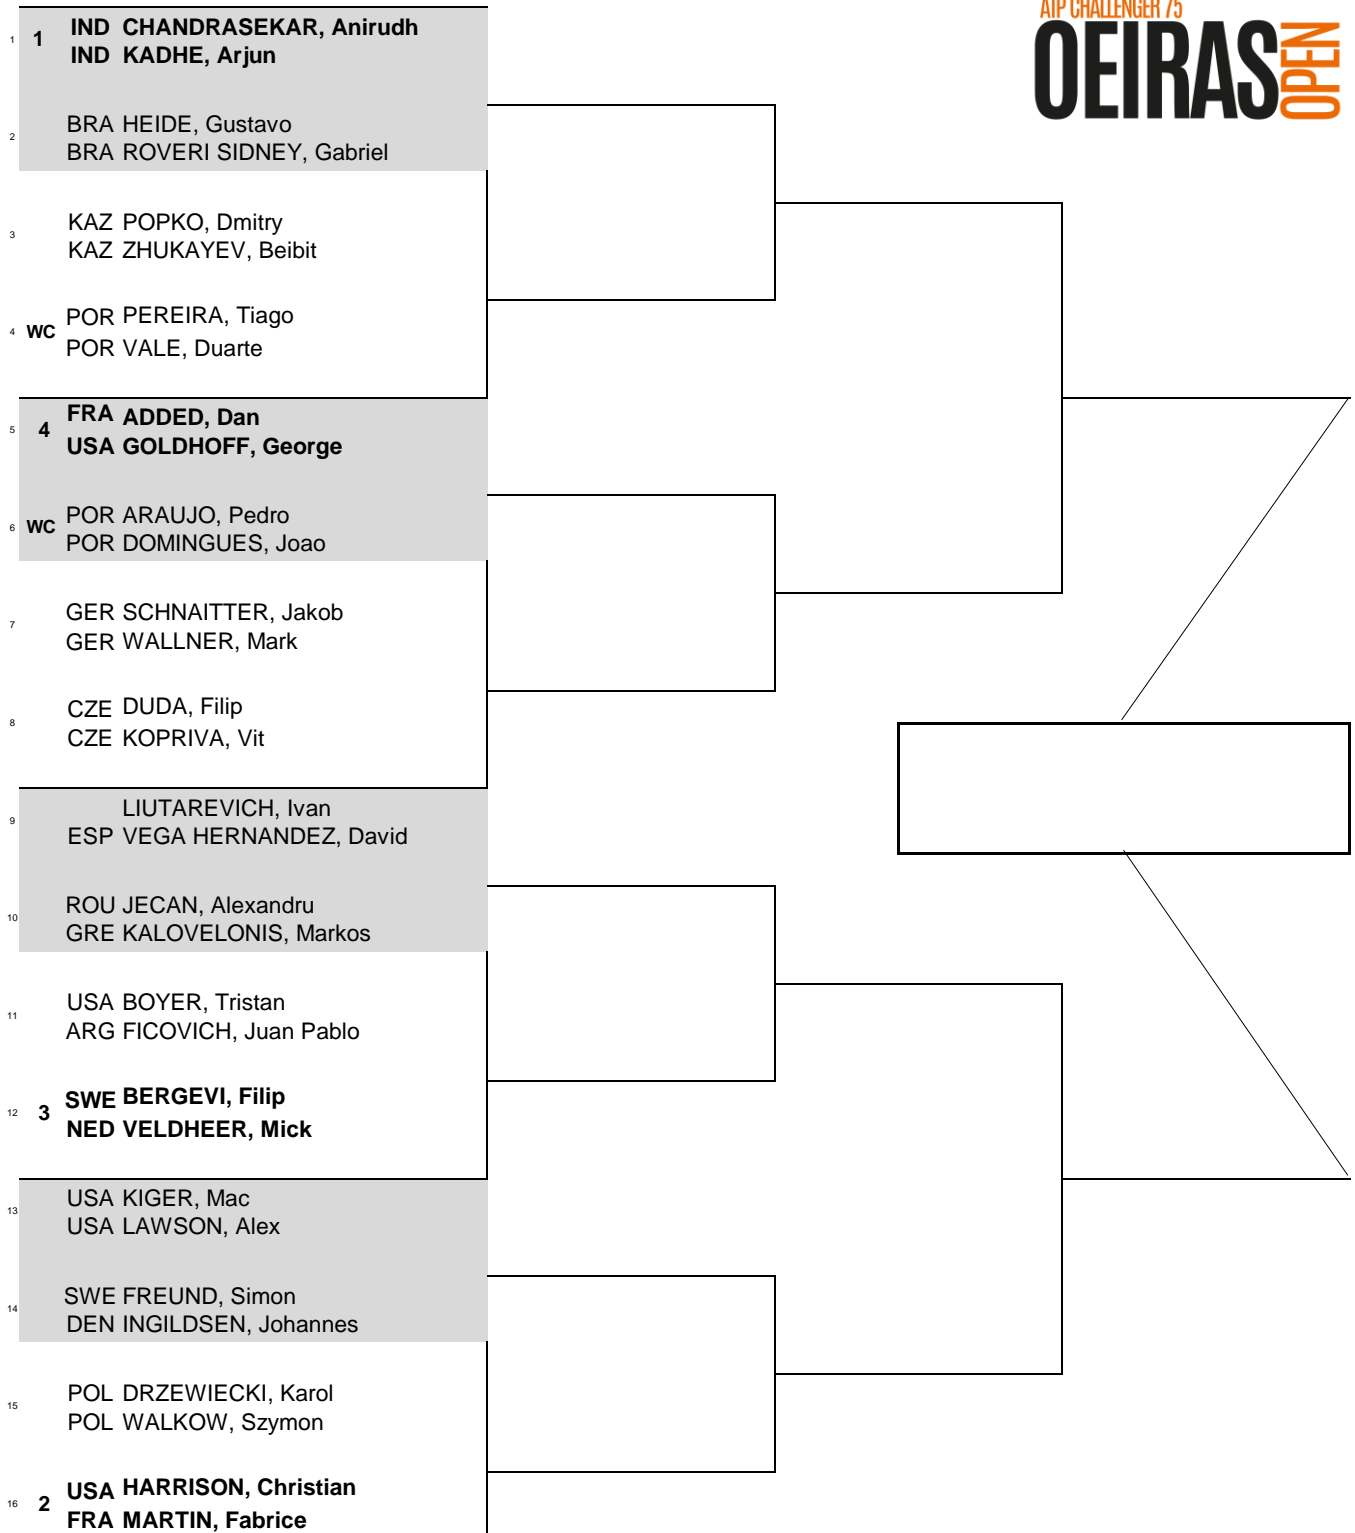 ATP CHALLENGER 75
OEIRAS OPEN
1 1 IND CHANDRASEKAR, Anirudh
IND KADHE, Arjun
2 BRA HEIDE, Gustavo
BRA ROVERI SIDNEY, Gabriel
3 KAZ POPKO, Dmitry
KAZ ZHUKAYEV, Beibit
4 WC POR PEREIRA, Tiago
POR VALE, Duarte
5 4 FRA ADDED, Dan
USA GOLDHOFF, George
6 WC POR ARAUJO, Pedro
POR DOMINGUES, Joao
7 GER SCHNAITTER, Jakob
GER WALLNER, Mark
8 CZE DUDA, Filip
CZE KOPRIVA, Vit
9 LIUTAREVICH, Ivan
ESP VEGA HERNANDEZ, David
10 ROU JECAN, Alexandru
GRE KALOVELONIS, Markos
11 USA BOYER, Tristan
ARG FICOVICH, Juan Pablo
12 3 SWE BERGEVI, Filip
NED VELDHEER, Mick
13 USA KIGER, Mac
USA LAWSON, Alex
14 SWE FREUND, Simon
DEN INGILDSEN, Johannes
15 POL DRZEWIECKI, Karol
POL WALKOW, Szymon
16 2 USA HARRISON, Christian
FRA MARTIN, Fabrice